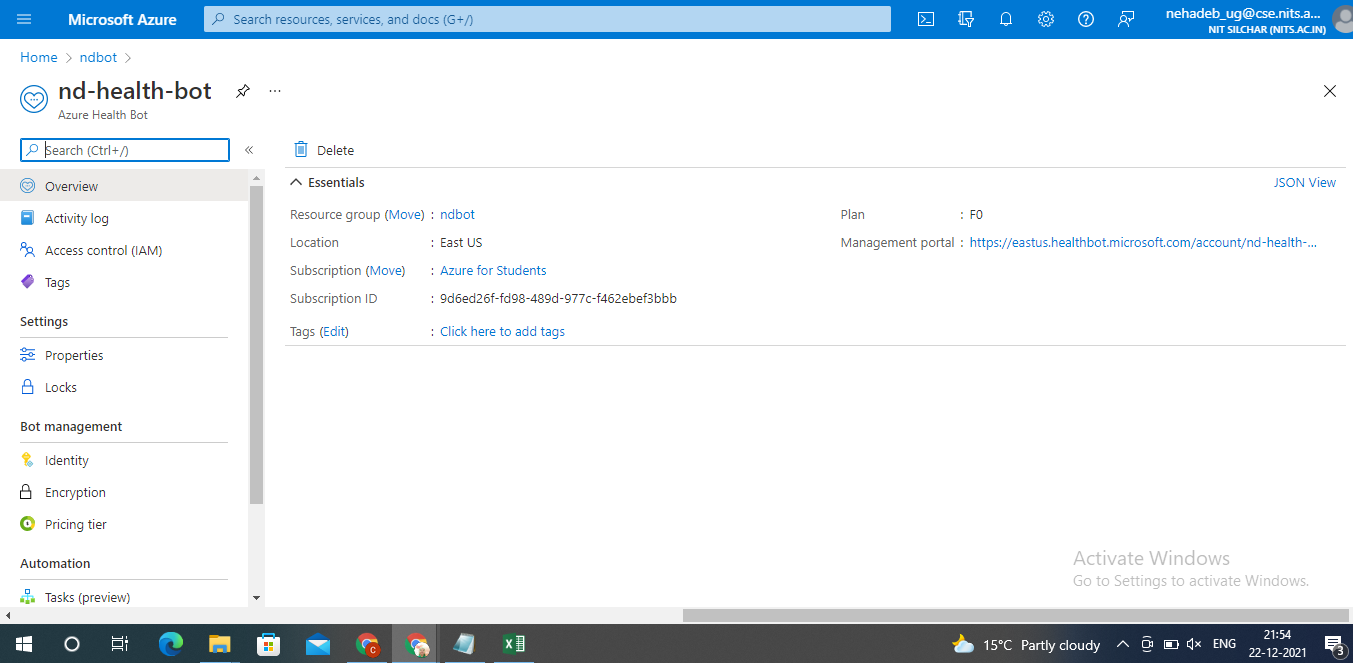 Microsoft Azure
Search resources, services, and docs (G+/)
nehadeb_ug@cse.nits.a...
NIT SILCHAR (NITS.AC.IN)
Home > ndbot >
nd-health-bot
Azure Health Bot
Search (Ctrl+/)
Overview
Activity log
Access control (IAM)
Tags
Settings
Properties
Locks
Bot management
Identity
Encryption
Pricing tier
Automation
Tasks (preview)
Delete
Essentials
JSON View
Resource group (Move) : ndbot
Location : East US
Subscription (Move) : Azure for Students
Subscription ID : 9d6ed26f-fd98-489d-977c-f462ebef3bbb
Tags (Edit) : Click here to add tags
Plan : F0
Management portal : https://eastus.healthbot.microsoft.com/account/nd-health-...
Activate Windows
Go to Settings to activate Windows.
C
15°C Partly cloudy
ENG
21:54
22-12-2021
3